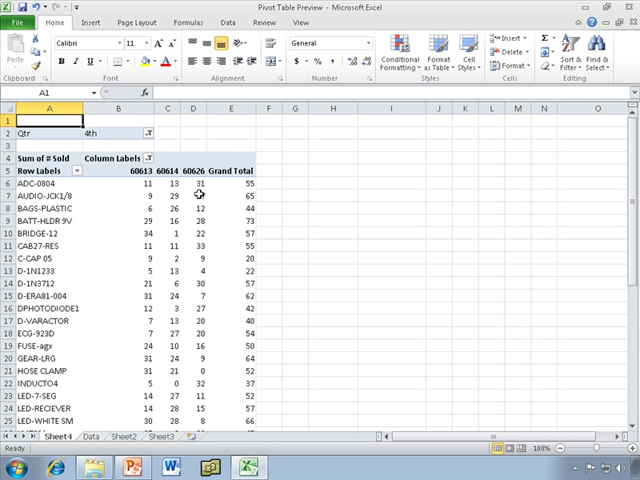 Pivot Table Preview - Microsoft Excel
File Home Insert Page Layout Formulas Data Review View
Calibri 11 General Σ
Paste B I U $ % , Conditional Formatting Format as Table Cell Styles Insert Delete Format Sort & Filter Find & Select
Clipboard Font Alignment Number Styles Cells Editing
A1 fx
A B C D E F G H I J K L M N O
1
2 Qtr 4th
3
4 Sum of # Sold Column Labels
5 Row Labels 60613 60614 60626 Grand Total
6 ADC-0804 11 13 31 55
7 AUDIO-JCK1/8 9 29 65
8 BAGS-PLASTIC 6 26 12 44
9 BATT-HLDR 9V 29 16 28 73
10 BRIDGE-12 34 1 22 57
11 CAB27-RES 11 11 33 55
12 C-CAP 05 9 2 9 20
13 D-1N1233 5 13 4 22
14 D-1N3712 21 6 30 57
15 D-ERA81-004 31 24 7 62
16 DPHOTODIODE1 12 3 27 42
17 D-VARACTOR 7 13 20 40
18 ECG-923D 7 27 20 54
19 FUSE-agx 24 10 16 50
20 GEAR-LRG 31 24 9 64
21 HOSE CLAMP 31 21 0 52
22 INDUCTO4 5 0 32 37
23 LED-7-SEG 14 27 11 52
24 LED-RECIEVER 14 28 15 57
25 LED-WHITE SM 30 28 8 66
Sheet4 Data Sheet2 Sheet3
Ready 100%